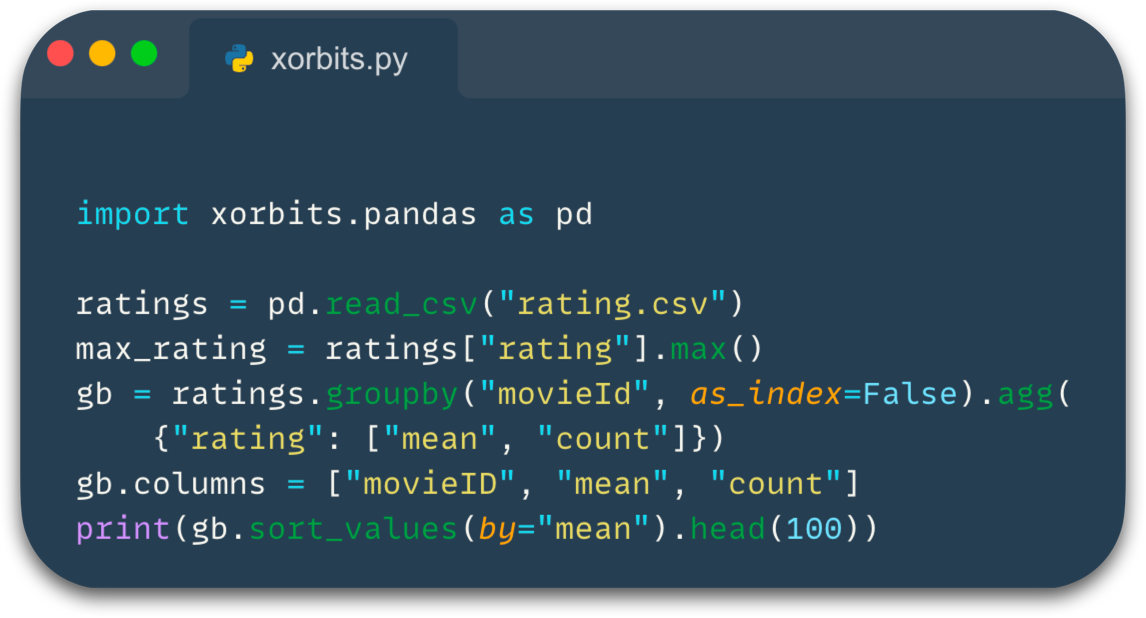 xorbits.py
import xorbits.pandas as pd
ratings = pd.read_csv("rating.csv")
max_rating = ratings["rating"].max()
gb = ratings.groupby("movieId", as_index=False).agg(
    {"rating": ["mean", "count"]})
gb.columns = ["movieID", "mean", "count"]
print(gb.sort_values(by="mean").head(100))